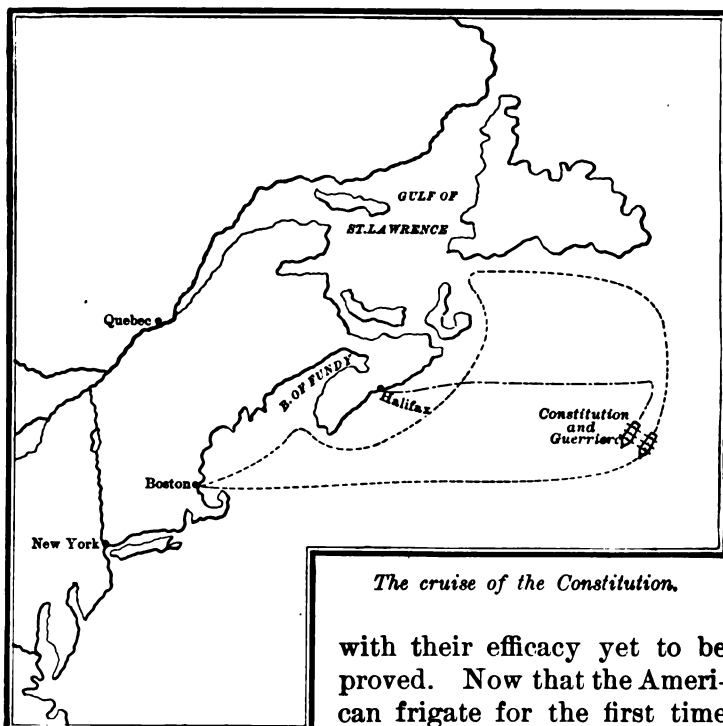 GULF OF
ST. LAWRENCE
Quebec
B. OF FUNDY
Halifax
Constitution
and
Guerriere
Boston
New York
The cruise of the Constitution.
with their efficacy yet to be
proved. Now that the Ameri-
can frigate for the first time